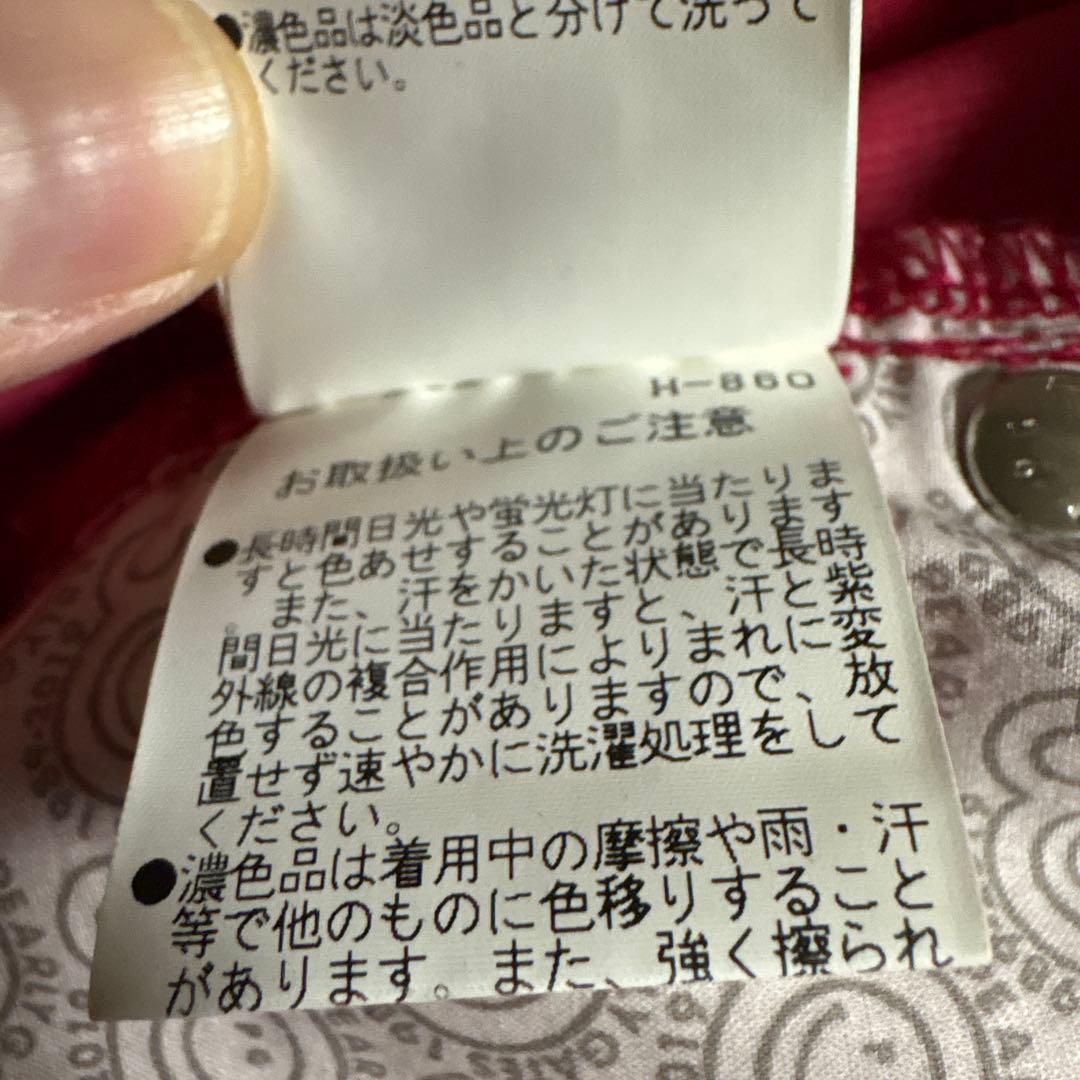 ●濃色品は淡色品と分けて洗って
ください。
H-860
お取扱い上のご注意
●長時間日光や蛍光灯に当たりま
すと色あせすることがあります
。また、汗をかいた状態で長時
間日光に当たりますと、汗と紫
外線の複合作用によりまれに変
色することがありますので、放
置せず速やかに洗濯処理をして
ください。
●濃色品は着用中の摩擦や雨・汗
等で他のものに色移りすること
があります。また、強く擦られ